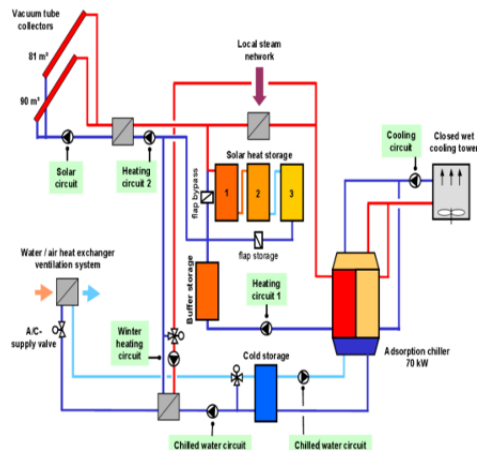 Vacuum tube
collectors
81 m²
90 m²
Local steam
network
Cooling
circuit
Closed wet
cooling tower
Solar
circuit
Heating
circuit 2
flap bypass
Solar heat storage
1
2
3
flap storage
Water / air heat exchanger
ventilation system
Buffer storage
Heating
circuit 1
A/C-
supply valve
Winter
heating
circuit
Cold storage
Adsorption chiller
70 kW
Chilled water circuit
Chilled water circuit